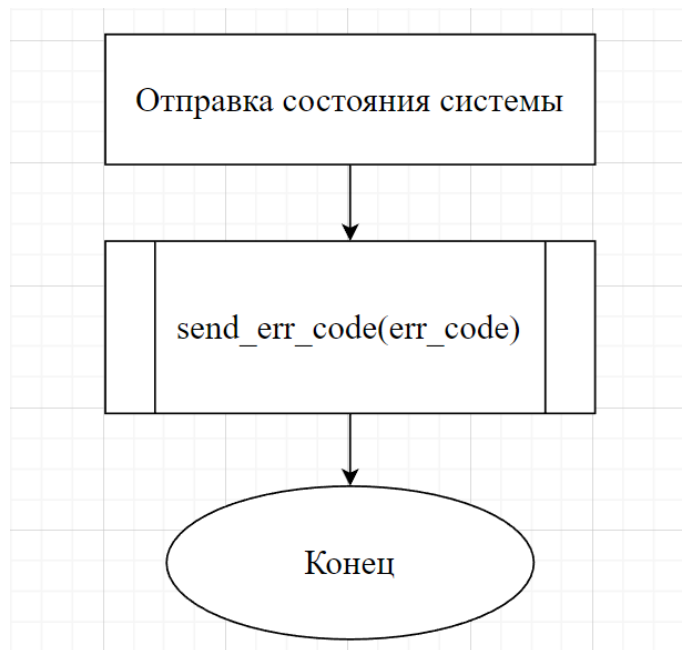 Отправка состояния системы
send_err_code(err_code)
Конец